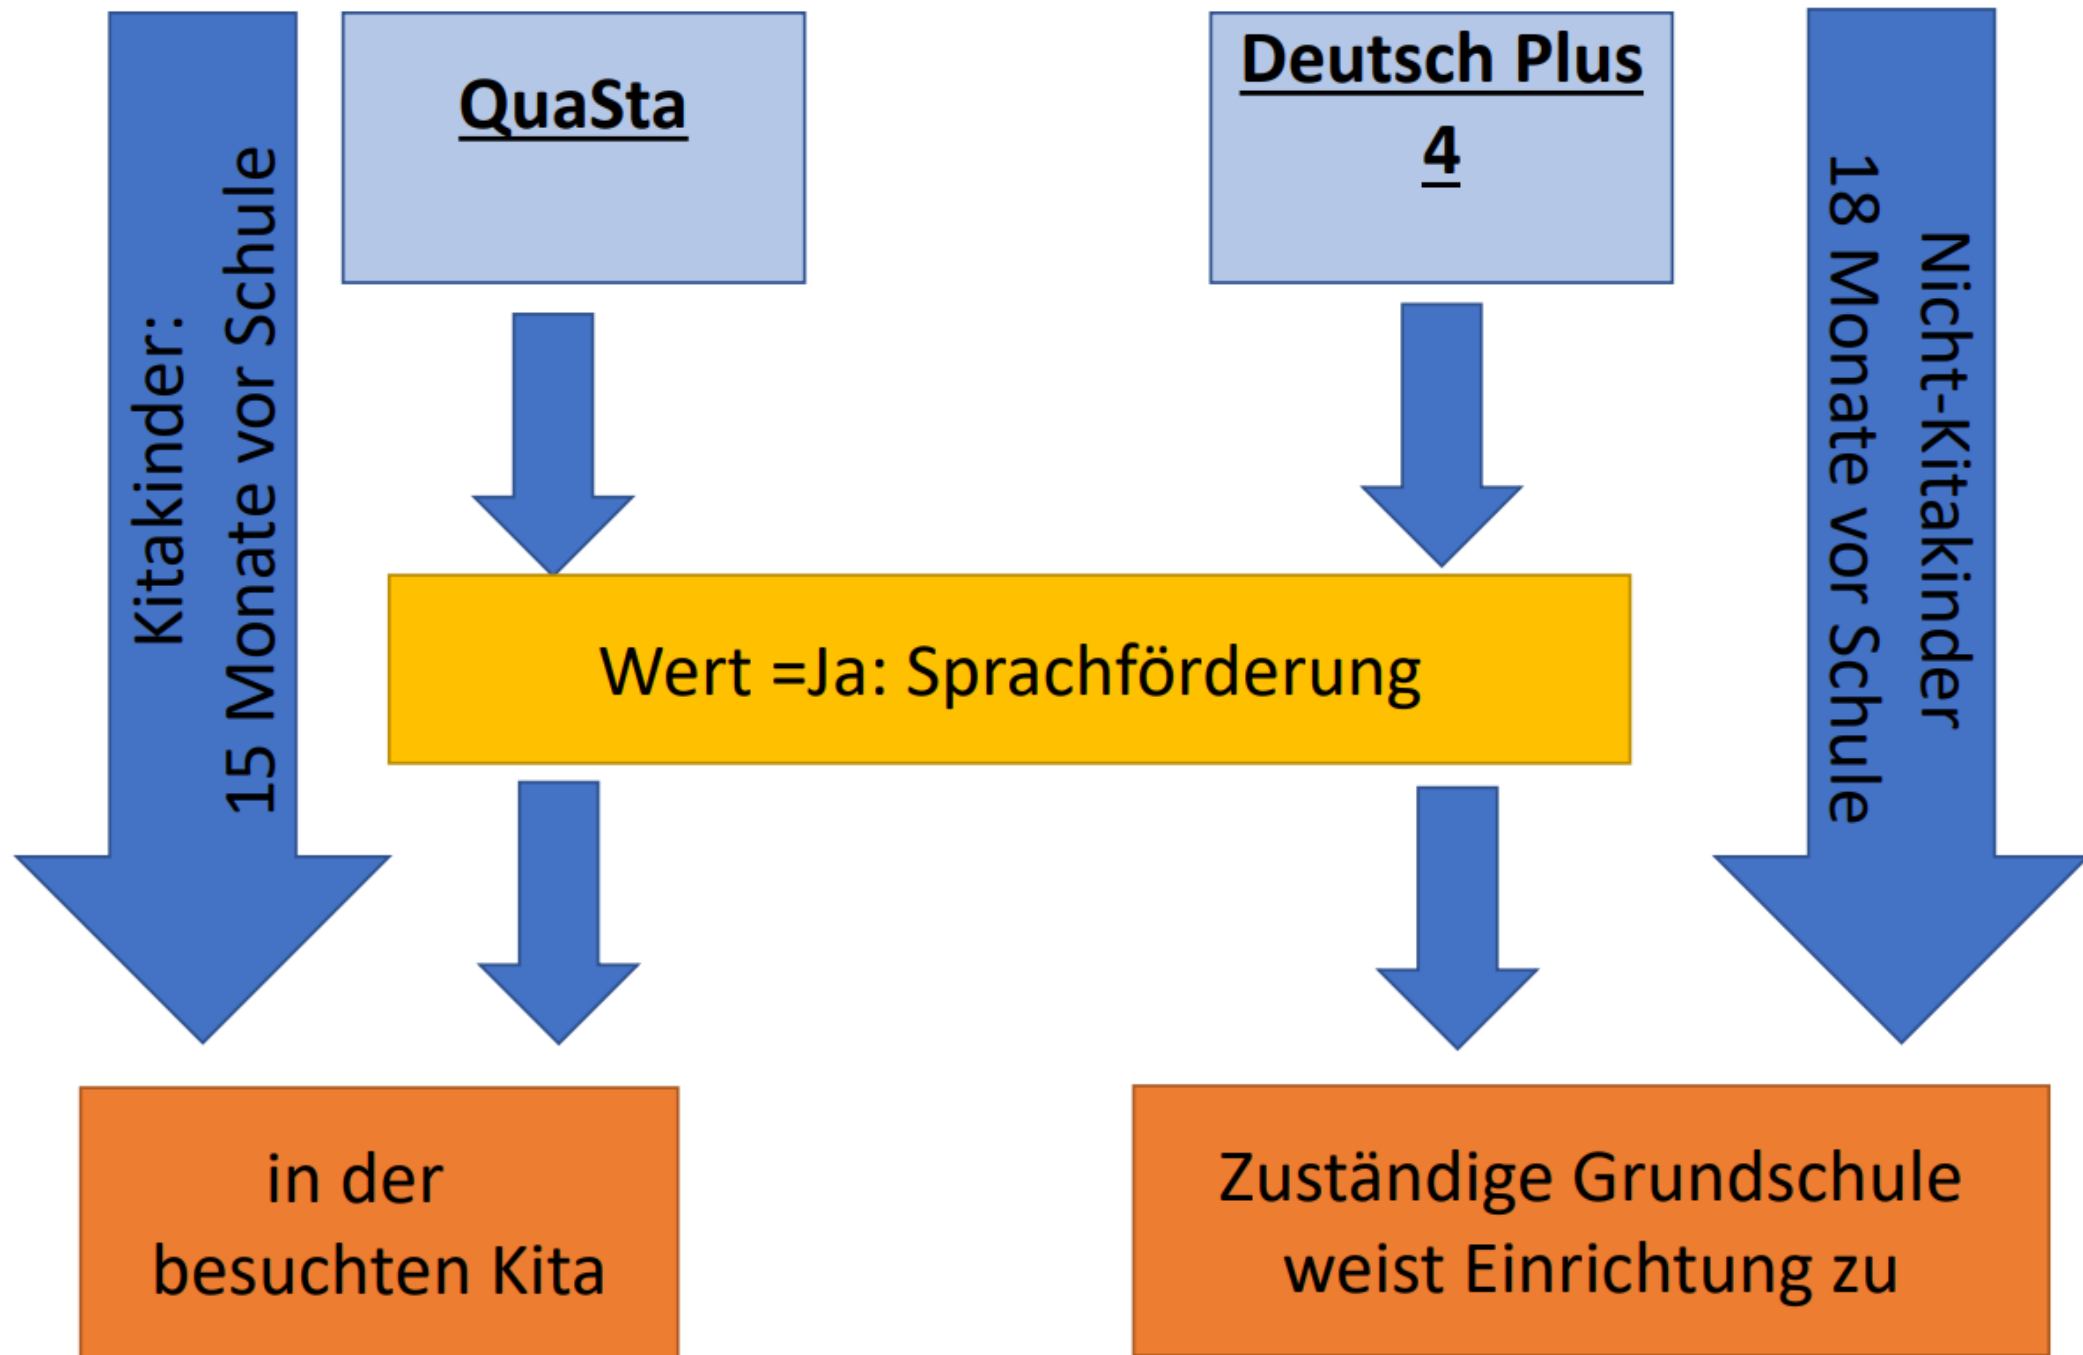 Kitakinder:
15 Monate vor Schule
QuaSta
Deutsch Plus
4
Nicht-Kitakinder
18 Monate vor Schule
Wert =Ja: Sprachförderung
in der
besuchten Kita
Zuständige Grundschule
weist Einrichtung zu